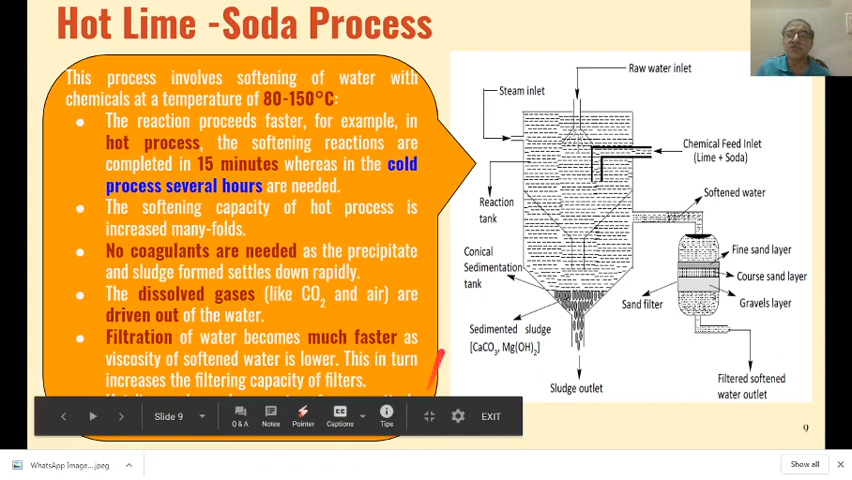 Hot Lime -Soda Process
This process involves softening of water with
chemicals at a temperature of 80-150°C:
● The reaction proceeds faster, for example, in
hot process, the softening reactions are
completed in 15 minutes whereas in the cold
process several hours are needed.
● The softening capacity of hot process is
increased many-folds.
● No coagulants are needed as the precipitate
and sludge formed settles down rapidly.
● The dissolved gases (like CO2 and air) are
driven out of the water.
● Filtration of water becomes much faster as
viscosity of softened water is lower. This in turn
increases the filtering capacity of filters.
Raw water inlet
Steam inlet
Chemical Feed Inlet
(Lime + Soda)
Softened water
Reaction
tank
Fine sand layer
Conical
Sedimentation
tank
Course sand layer
Sand filter
Gravels layer
Sedimented sludge
[CaCO3, Mg(OH)2]
Sludge outlet
Filtered softened
water outlet
9
Slide 9
Q & A
Notes
Pointer
CC
Captions
Tips
EXIT
WhatsApp Image....jpeg
Show all